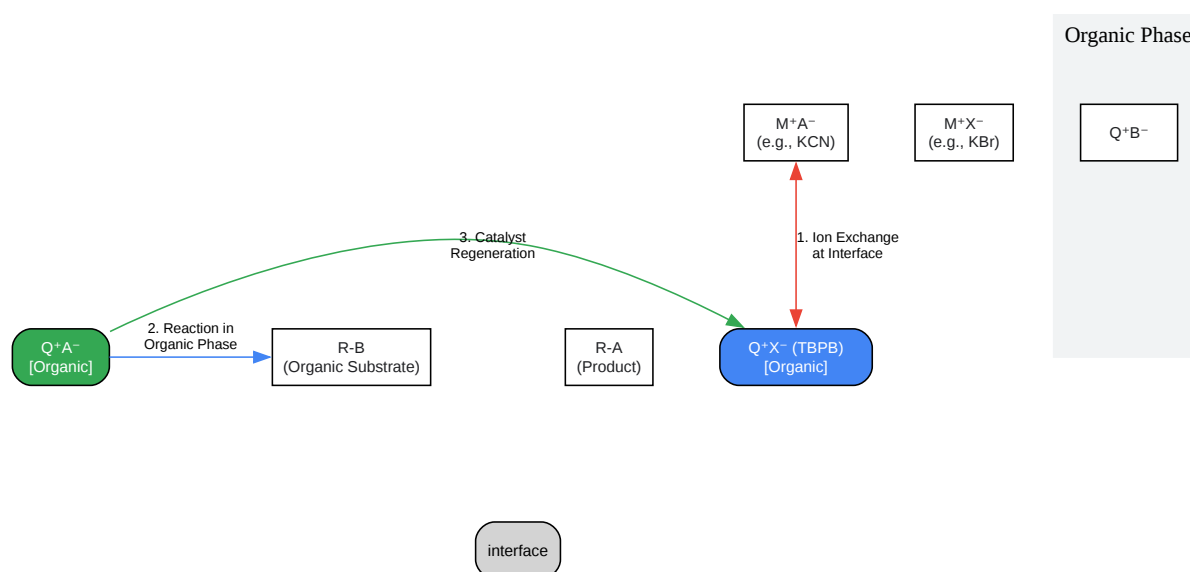 Organic Phase
M⁺A⁻
(e.g., KCN)
M⁺X⁻
(e.g., KBr)
Q⁺B⁻
3. Catalyst
Regeneration
1. Ion Exchange
at Interface
2. Reaction in
Organic Phase
Q⁺A⁻
[Organic]
R-B
(Organic Substrate)
R-A
(Product)
Q⁺X⁻ (TBPB)
[Organic]
interface